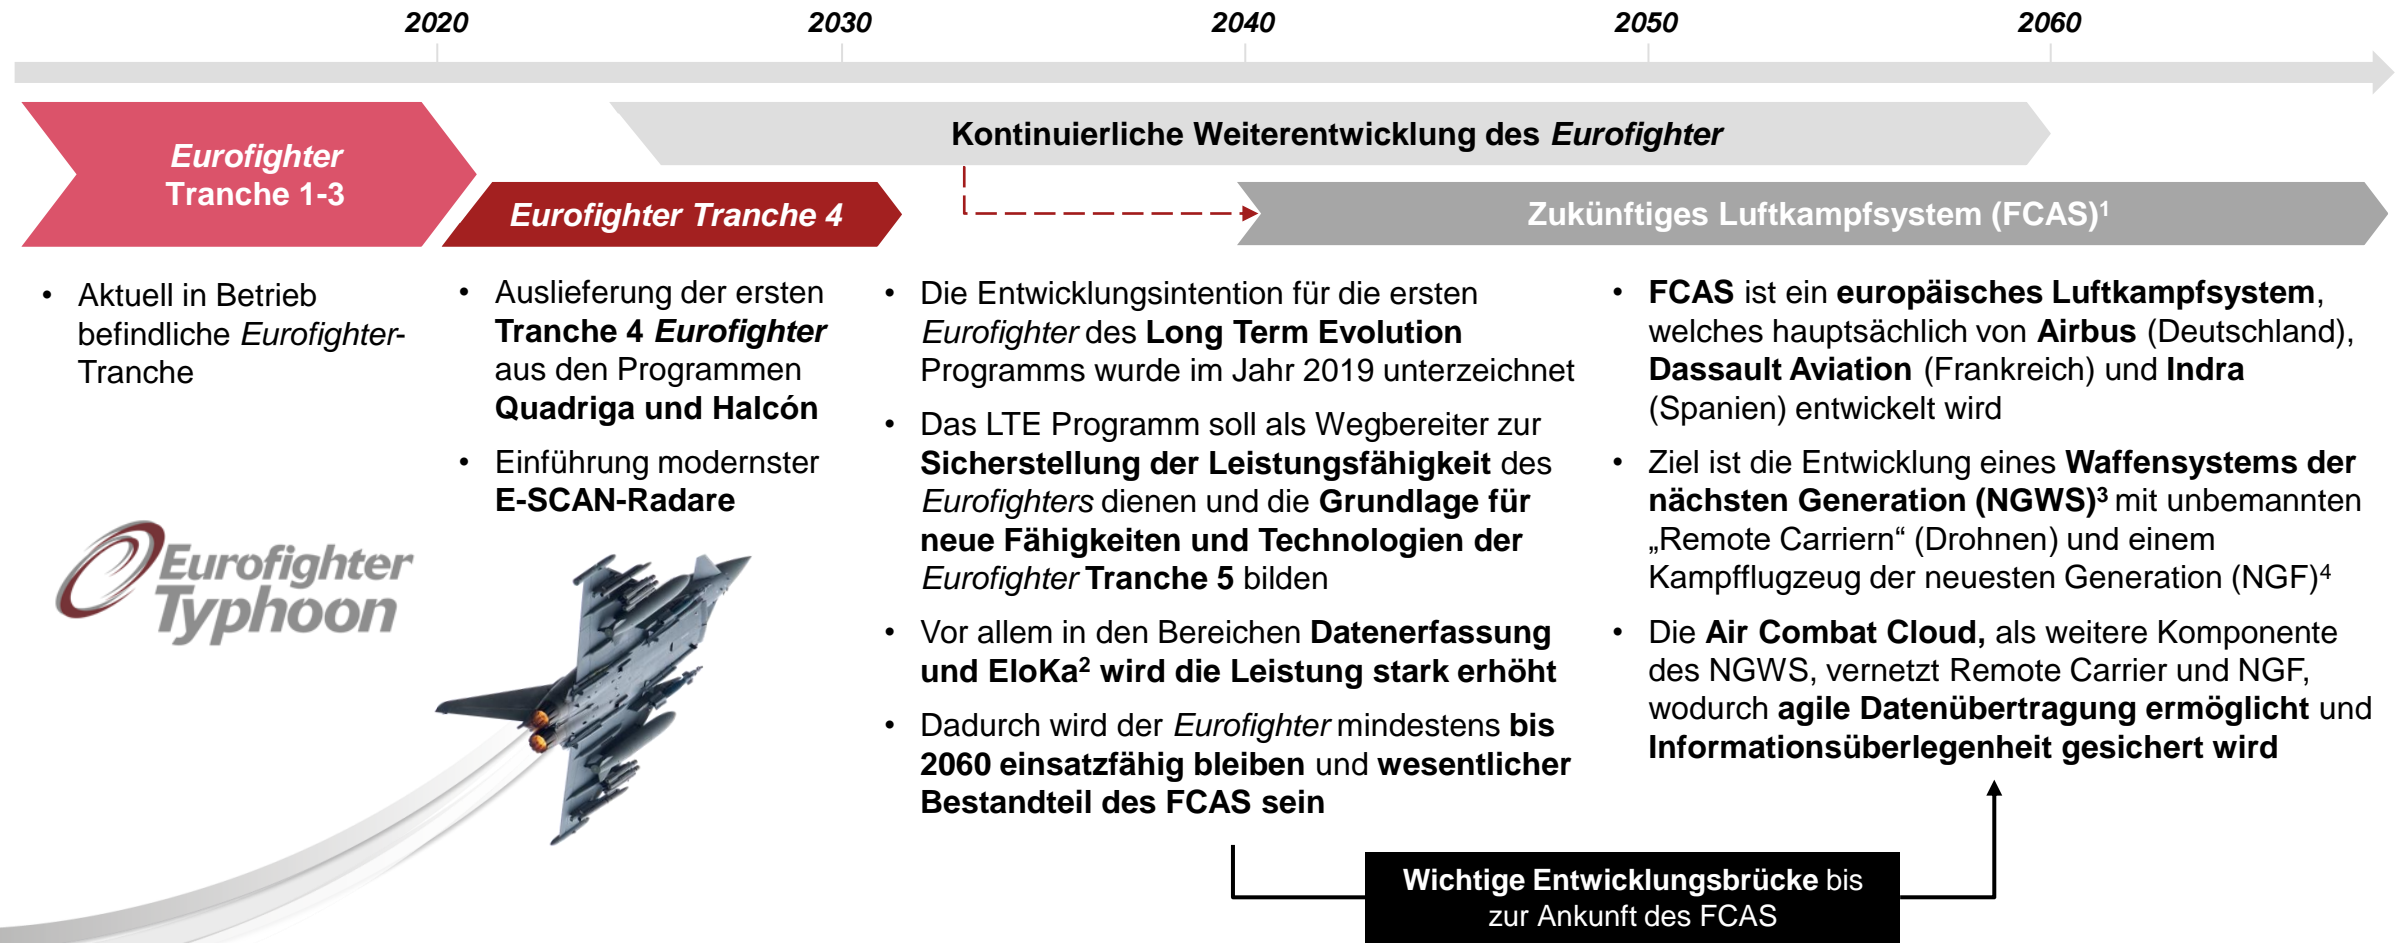 2020 2030 2040 2050 2060
Kontinuierliche Weiterentwicklung des Eurofighter
Eurofighter
Tranche 1-3
Eurofighter Tranche 4
Zukünftiges Luftkampfsystem (FCAS)¹
• Aktuell in Betrieb
befindliche Eurofighter-
Tranche
Eurofighter
Typhoon
• Auslieferung der ersten
Tranche 4 Eurofighter
aus den Programmen
Quadriga und Halcón
• Einführung modernster
E-SCAN-Radare
• Die Entwicklungsintention für die ersten
Eurofighter des Long Term Evolution
Programms wurde im Jahr 2019 unterzeichnet
• Das LTE Programm soll als Wegbereiter zur
Sicherstellung der Leistungsfähigkeit des
Eurofighters dienen und die Grundlage für
neue Fähigkeiten und Technologien der
Eurofighter Tranche 5 bilden
• Vor allem in den Bereichen Datenerfassung
und EloKa² wird die Leistung stark erhöht
• Dadurch wird der Eurofighter mindestens bis
2060 einsatzfähig bleiben und wesentlicher
Bestandteil des FCAS sein
• FCAS ist ein europäisches Luftkampfsystem,
welches hauptsächlich von Airbus (Deutschland),
Dassault Aviation (Frankreich) und Indra
(Spanien) entwickelt wird
• Ziel ist die Entwicklung eines Waffensystems der
nächsten Generation (NGWS)³ mit unbemannten
„Remote Carriern“ (Drohnen) und einem
Kampfflugzeug der neuesten Generation (NGF)⁴
• Die Air Combat Cloud, als weitere Komponente
des NGWS, vernetzt Remote Carrier und NGF,
wodurch agile Datenübertragung ermöglicht und
Informationsüberlegenheit gesichert wird
Wichtige Entwicklungsbrücke bis
zur Ankunft des FCAS